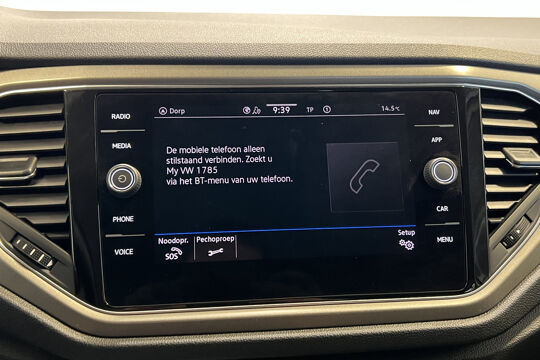 RADIO
MEDIA
PHONE
VOICE
Dorp
9:39
TP
1
14.5°C
De mobiele telefoon alleen
stilstaand verbinden. Zoekt u
My VW 1785
via het BT-menu van uw telefoon.
Noodopr.
SOS
Pechoproep
Setup
NAV
APP
CAR
MENU